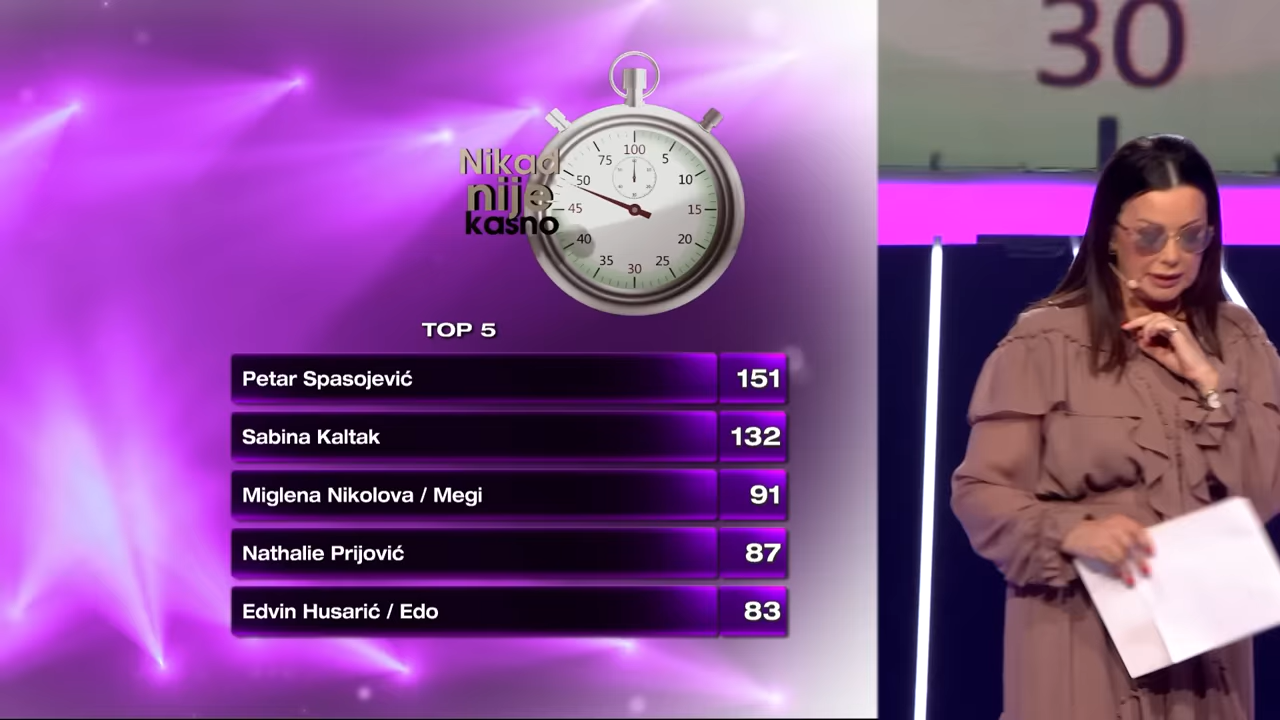 30
Nikad
nije
kasno
100
5
10
15
20
25
30
35
40
45
50
75
TOP 5
Petar Spasojević 151
Sabina Kaltak 132
Miglena Nikolova / Megi 91
Nathalie Prijović 87
Edvin Husarić / Edo 83